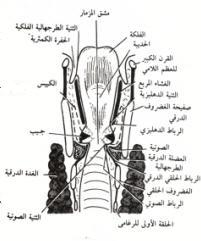 مشق المزمار
الثنية الطرجهالية الفلكية
الحفرة الكمثرية
الفلكة
الحدبية
القرن الكبير
للعظم اللامي
الغشاء المربع
الكييس
الثنية الدهليزية
صفيحة الغضروف
الدرقي
الرباط الدهليزي
جيب
الصوتية
العضلة الدرقية
الطرجهالية
الغدة الدرقية
الرباط الحلقي الدرقي
الغضروف الحلقي
الرباط الصوتي
الثنية الصوتية
الحلقة الأولى للرغامى